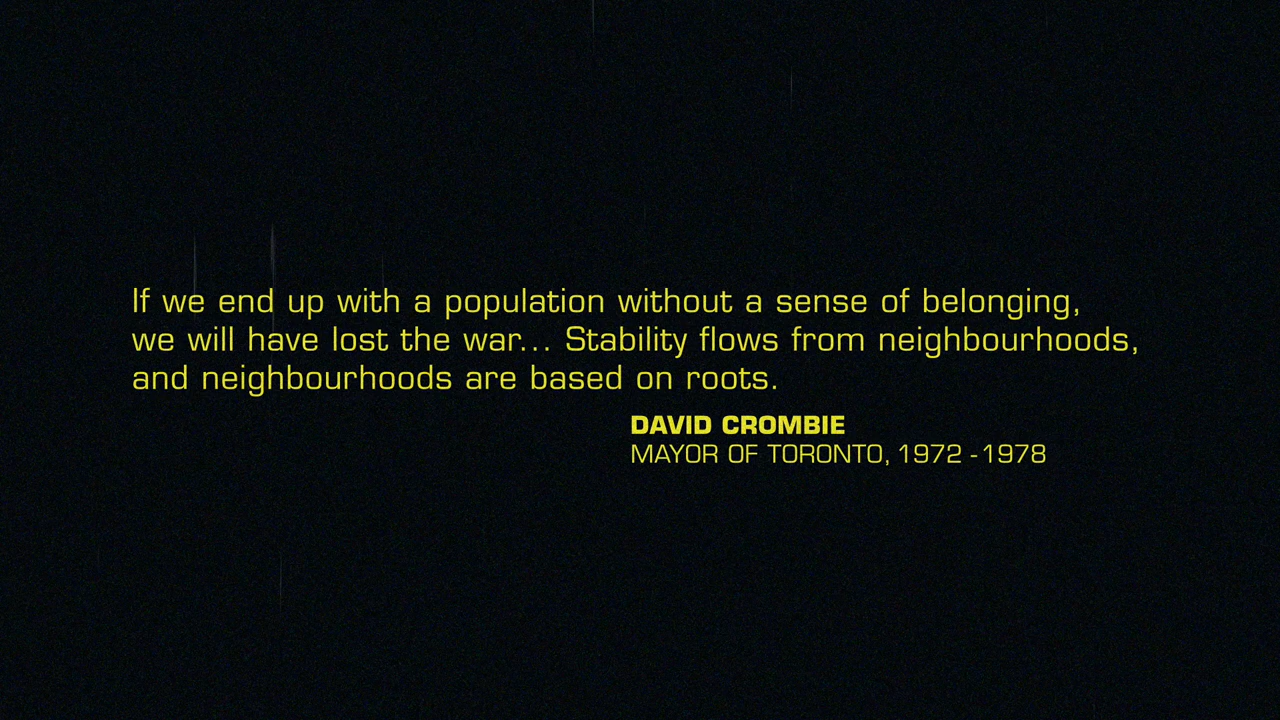 If we end up with a population without a sense of belonging,
we will have lost the war... Stability flows from neighbourhoods,
and neighbourhoods are based on roots.
DAVID CROMBIE
MAYOR OF TORONTO, 1972 -1978